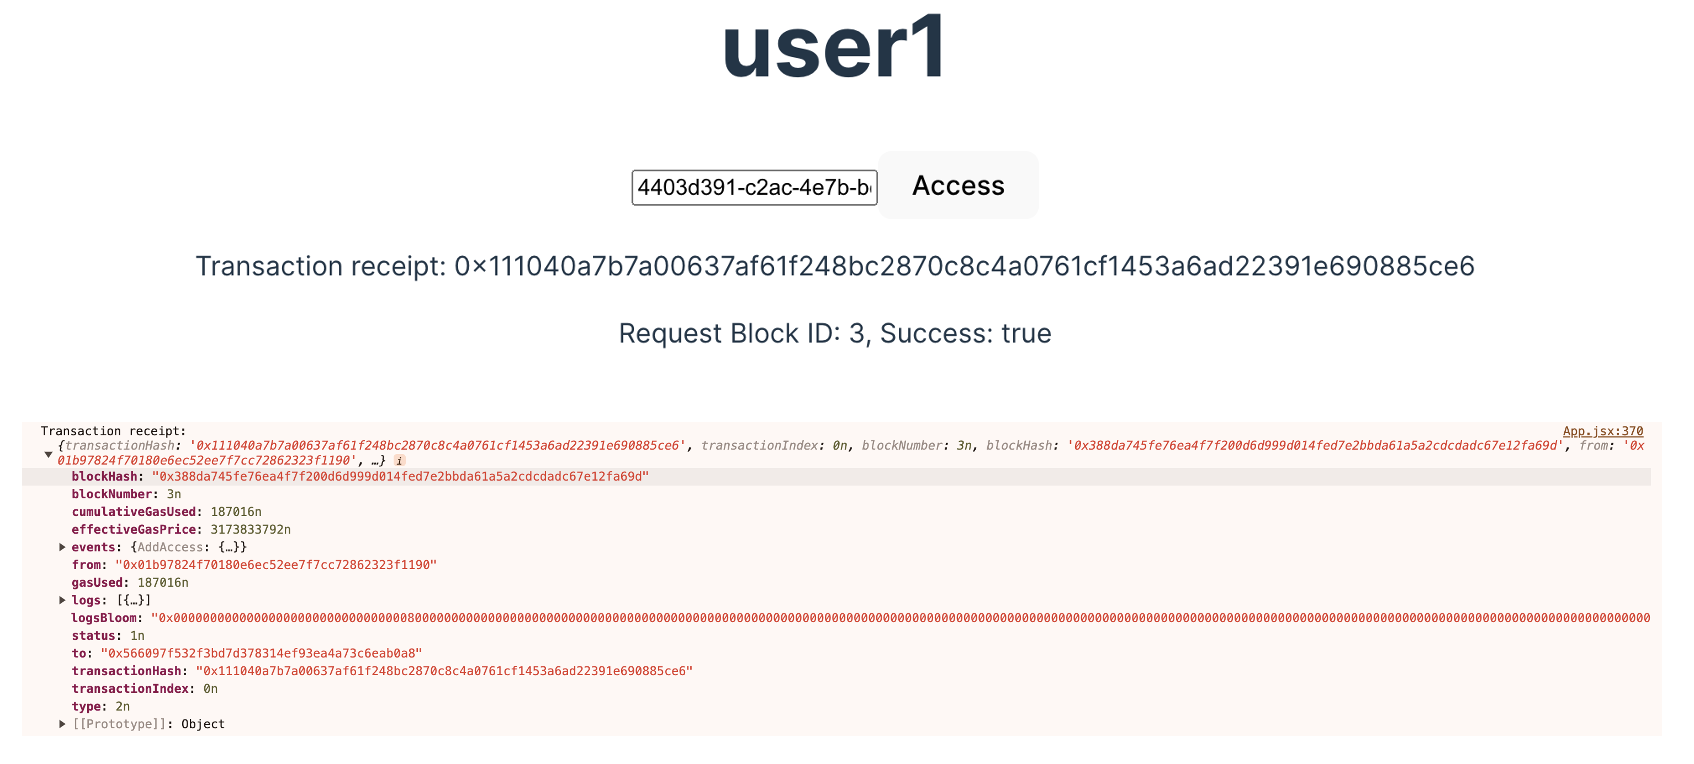 user1
4403d391-c2ac-4e7b-b
Access
Transaction receipt: 0x111040a7b7a00637af61f248bc2870c8c4a0761cf1453a6ad22391e690885ce6
Request Block ID: 3, Success: true
Transaction receipt:
App.jsx:370
{transactionHash: '0x111040a7b7a00637af61f248bc2870c8c4a0761cf1453a6ad22391e690885ce6', transactionIndex: 0n, blockNumber: 3n, blockHash: '0x388da745fe76ea4f7f200d6d999d014fed7e2bbda61a5a2cdcdadc67e12fa69d', from: '0x
01b97824f70180e6ec52ee7f7cc72862323f1190', …} i
blockHash: "0x388da745fe76ea4f7f200d6d999d014fed7e2bbda61a5a2cdcdadc67e12fa69d"
blockNumber: 3n
cumulativeGasUsed: 187016n
effectiveGasPrice: 3173833792n
events: {AddAccess: {…}}
from: "0x01b97824f70180e6ec52ee7f7cc72862323f1190"
gasUsed: 187016n
logs: [{…}]
logsBloom:
status: 1n
to: "0x566097f532f3bd7d378314ef93ea4a73c6eab0a8"
transactionHash: "0x111040a7b7a00637af61f248bc2870c8c4a0761cf1453a6ad22391e690885ce6"
transactionIndex: 0n
type: 2n
[[Prototype]]: Object